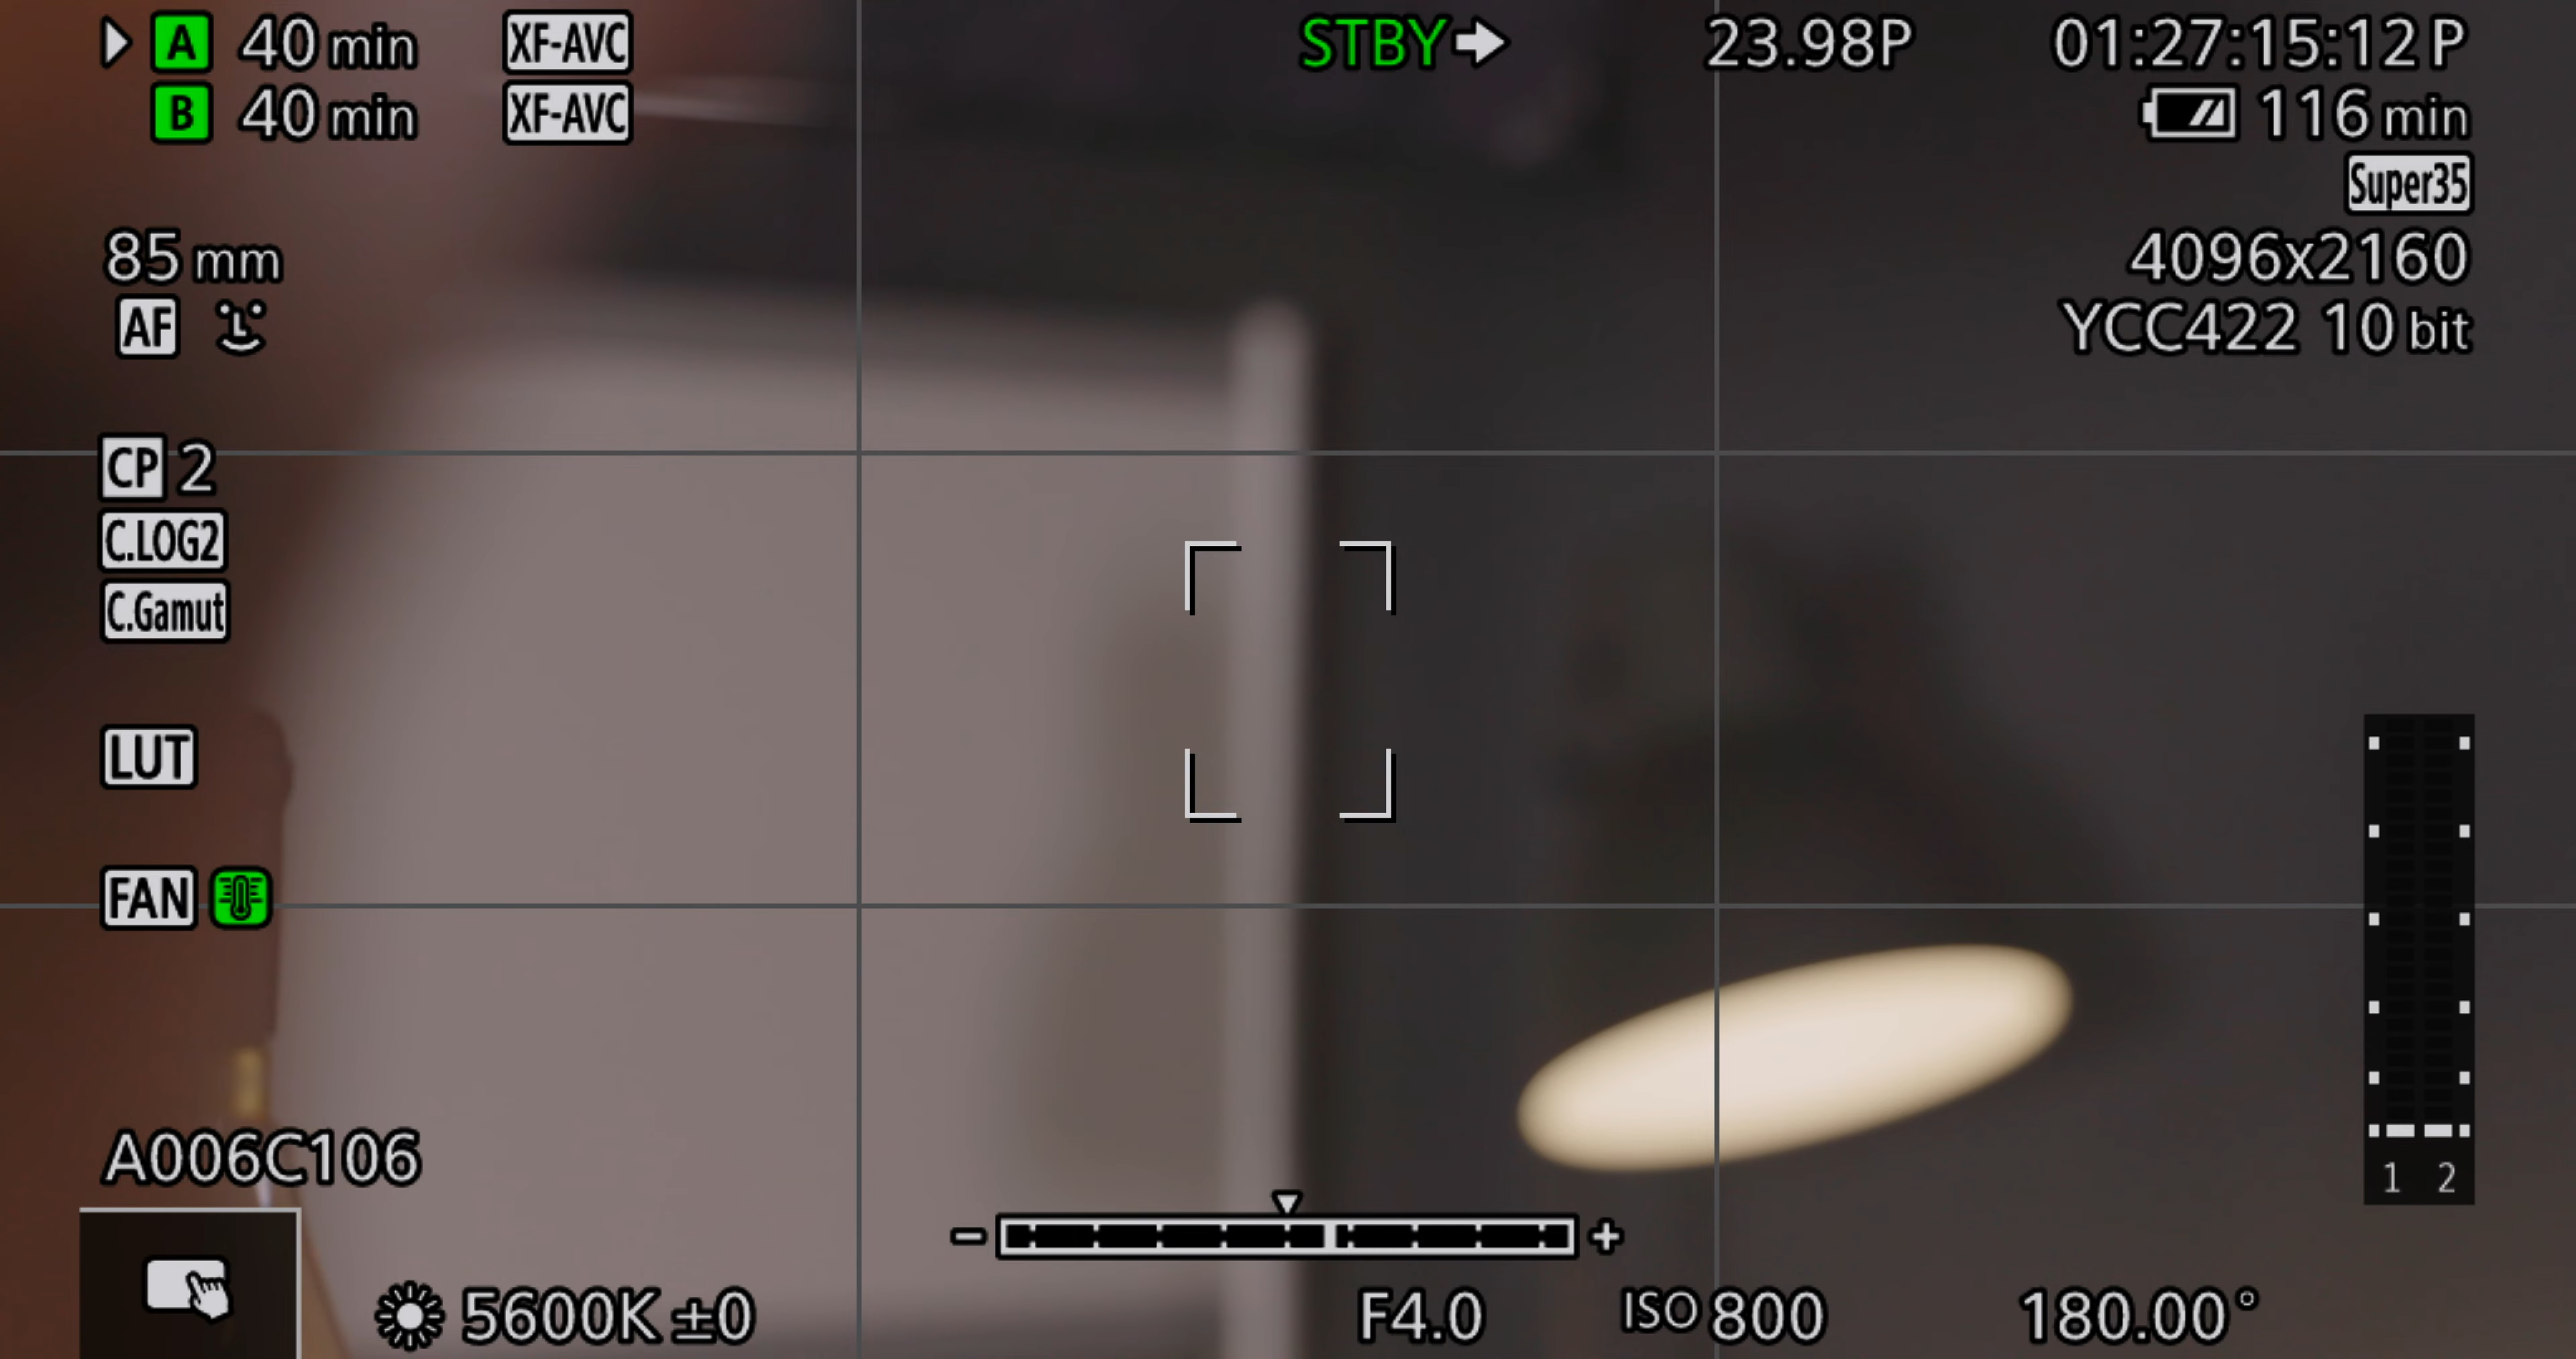 A 40 min XF-AVC STBY 23.98P 01:27:15:12 P
B 40 min XF-AVC 116 min
Super35
85 mm 4096x2160
AF YCC422 10 bit
CP 2
C.LOG2
C.Gamut
LUT
FAN
A006C106
1 2
− +
5600K ±0 F4.0 ISO 800 180.00°